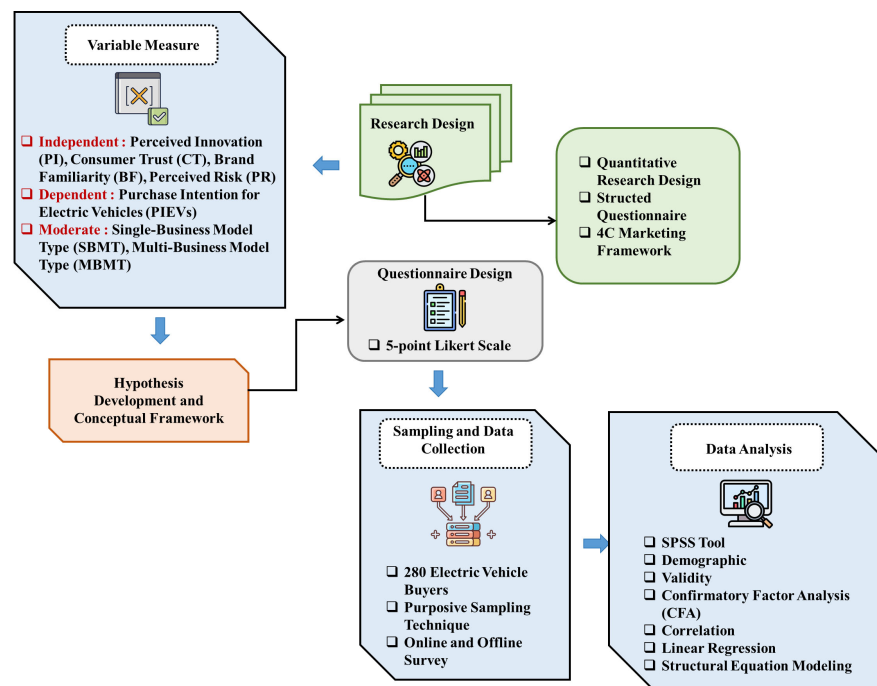 Variable Measure
Independent : Perceived Innovation
(PI), Consumer Trust (CT), Brand
Familiarity (BF), Perceived Risk (PR)
Dependent : Purchase Intention for
Electric Vehicles (PIEVs)
Moderate : Single-Business Model
Type (SBMT), Multi-Business Model
Type (MBMT)
Research Design
Quantitative
Research Design
Structed
Questionnaire
4C Marketing
Framework
Hypothesis
Development and
Conceptual Framework
Questionnaire Design
5-point Likert Scale
Sampling and Data
Collection
280 Electric Vehicle
Buyers
Purposive Sampling
Technique
Online and Offline
Survey
Data Analysis
SPSS Tool
Demographic
Validity
Confirmatory Factor Analysis
(CFA)
Correlation
Linear Regression
Structural Equation Modeling